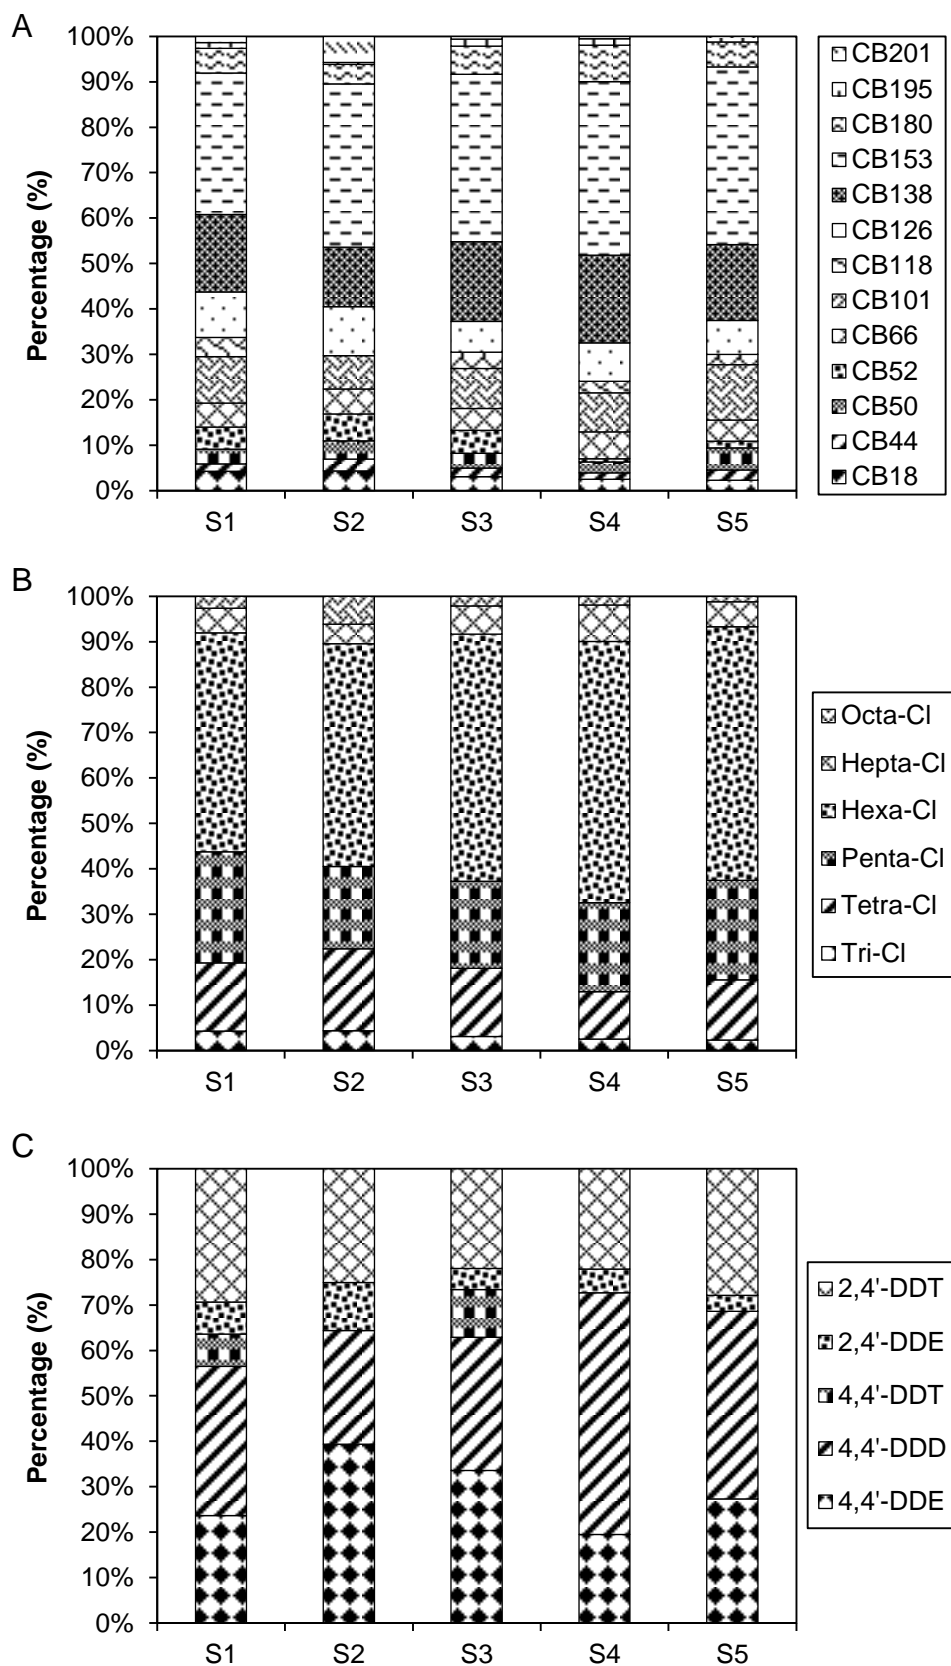 A
Percentage (%)
100%
90%
80%
70%
60%
50%
40%
30%
20%
10%
0%
S1 S2 S3 S4 S5
CB201
CB195
CB180
CB153
CB138
CB126
CB118
CB101
CB66
CB52
CB50
CB44
CB18
B
Percentage (%)
100%
90%
80%
70%
60%
50%
40%
30%
20%
10%
0%
S1 S2 S3 S4 S5
Octa-Cl
Hepta-Cl
Hexa-Cl
Penta-Cl
Tetra-Cl
Tri-Cl
C
Percentage (%)
100%
90%
80%
70%
60%
50%
40%
30%
20%
10%
0%
S1 S2 S3 S4 S5
2,4'-DDT
2,4'-DDE
4,4'-DDT
4,4'-DDD
4,4'-DDE